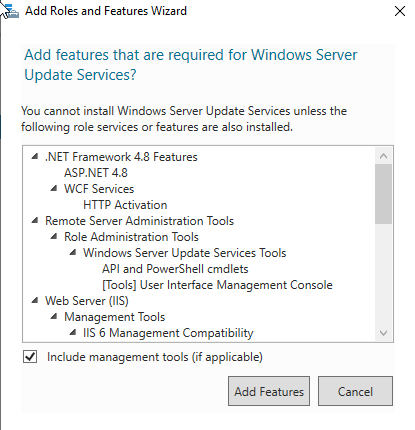 Add Roles and Features Wizard
Add features that are required for Windows Server
Update Services?
You cannot install Windows Server Update Services unless the
following role services or features are also installed.
.NET Framework 4.8 Features
ASP.NET 4.8
WCF Services
HTTP Activation
Remote Server Administration Tools
Role Administration Tools
Windows Server Update Services Tools
API and PowerShell cmdlets
[Tools] User Interface Management Console
Web Server (IIS)
Management Tools
IIS 6 Management Compatibility
Include management tools (if applicable)
Add Features
Cancel